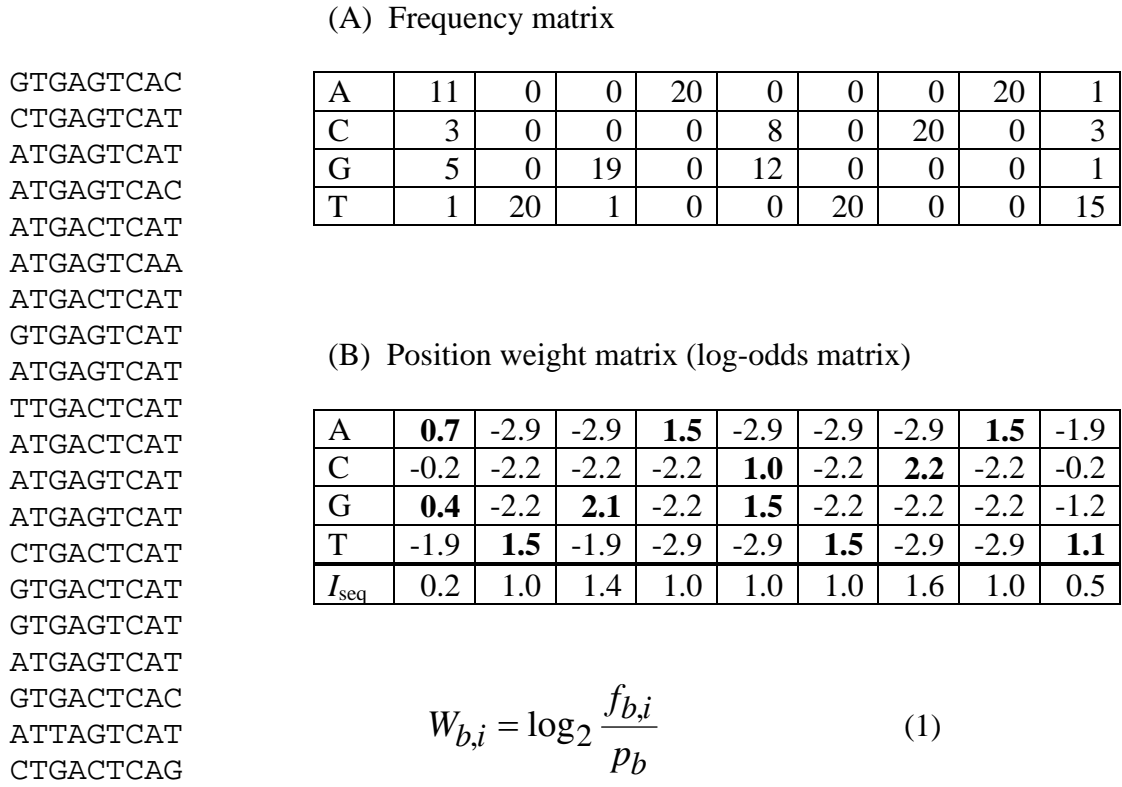 (A) Frequency matrix
GTGAGTCAC
CTGAGTCAT
ATGAGTCAT
ATGAGTCAC
ATGACTCAT
ATGAGTCAA
ATGACTCAT
GTGAGTCAT
ATGAGTCAT
TTGACTCAT
ATGACTCAT
ATGAGTCAT
ATGAGTCAT
CTGACTCAT
GTGACTCAT
GTGAGTCAT
ATGAGTCAT
GTGACTCAC
ATTAGTCAT
CTGACTCAG
A 11 0 0 20 0 0 0 20 1
C 3 0 0 0 8 0 20 0 3
G 5 0 19 0 12 0 0 0 1
T 1 20 1 0 0 20 0 0 15
(B) Position weight matrix (log-odds matrix)
A 0.7 -2.9 -2.9 1.5 -2.9 -2.9 -2.9 1.5 -1.9
C -0.2 -2.2 -2.2 -2.2 1.0 -2.2 2.2 -2.2 -0.2
G 0.4 -2.2 2.1 -2.2 1.5 -2.2 -2.2 -2.2 -1.2
T -1.9 1.5 -1.9 -2.9 -2.9 1.5 -2.9 -2.9 1.1
Iseq 0.2 1.0 1.4 1.0 1.0 1.0 1.6 1.0 0.5
W_{b,i} = log_2 f_{b,i} / p_b (1)